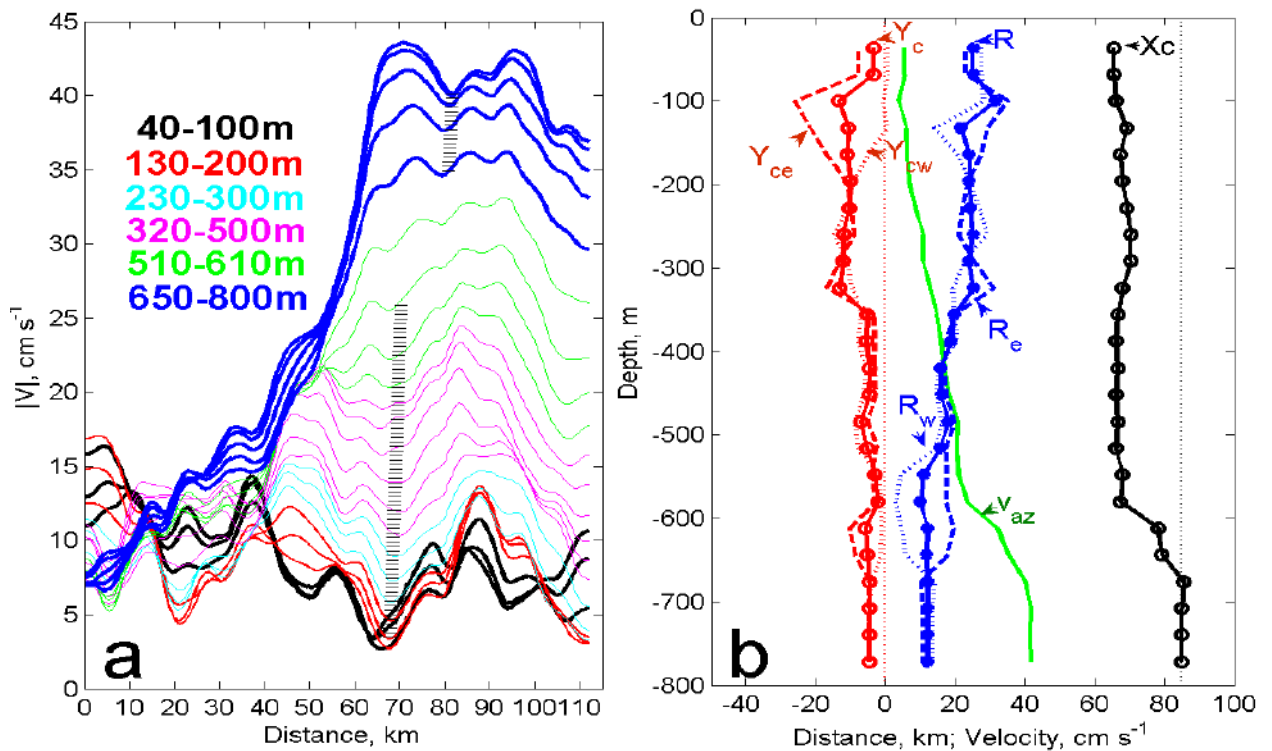 45
40
35
30
25
20
15
10
5
0
|V|, cm s-1
40-100m
130-200m
230-300m
320-500m
510-610m
650-800m
a
0 10 20 30 40 50 60 70 80 90 100110
Distance, km
0
-100
-200
-300
-400
-500
-600
-700
-800
Depth, m
Yc
R
Xc
Yce
Ycw
Re
Rw
vaz
b
-40 -20 0 20 40 60 80 100
Distance, km; Velocity, cm s-1